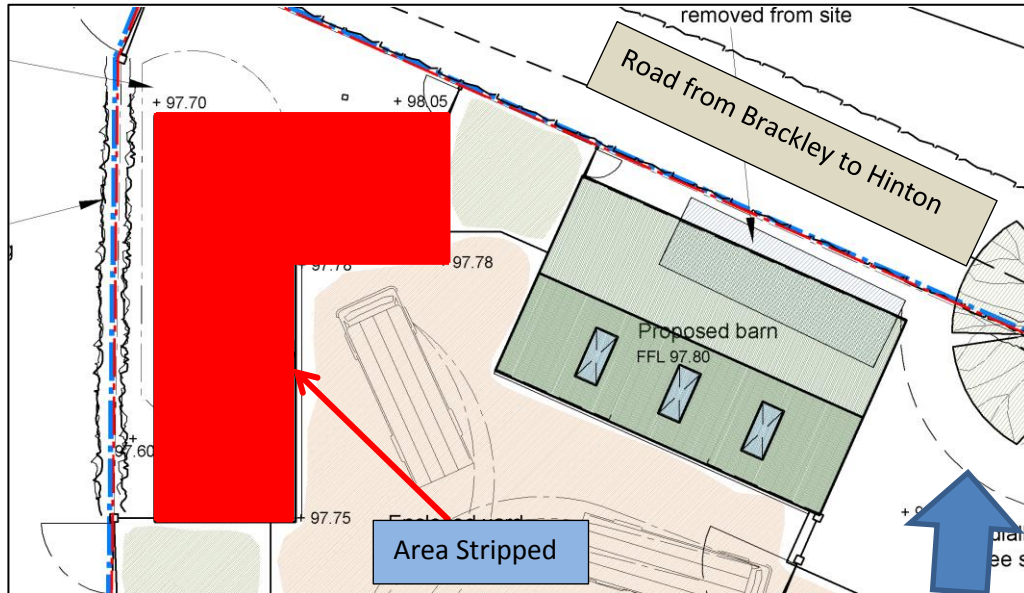 removed from site
Road from Brackley to Hinton
+ 97.70
+ 98.05
+ 97.78
+ 97.78
Proposed barn
FFL 97.80
+
97.60
+ 97.75
Area Stripped